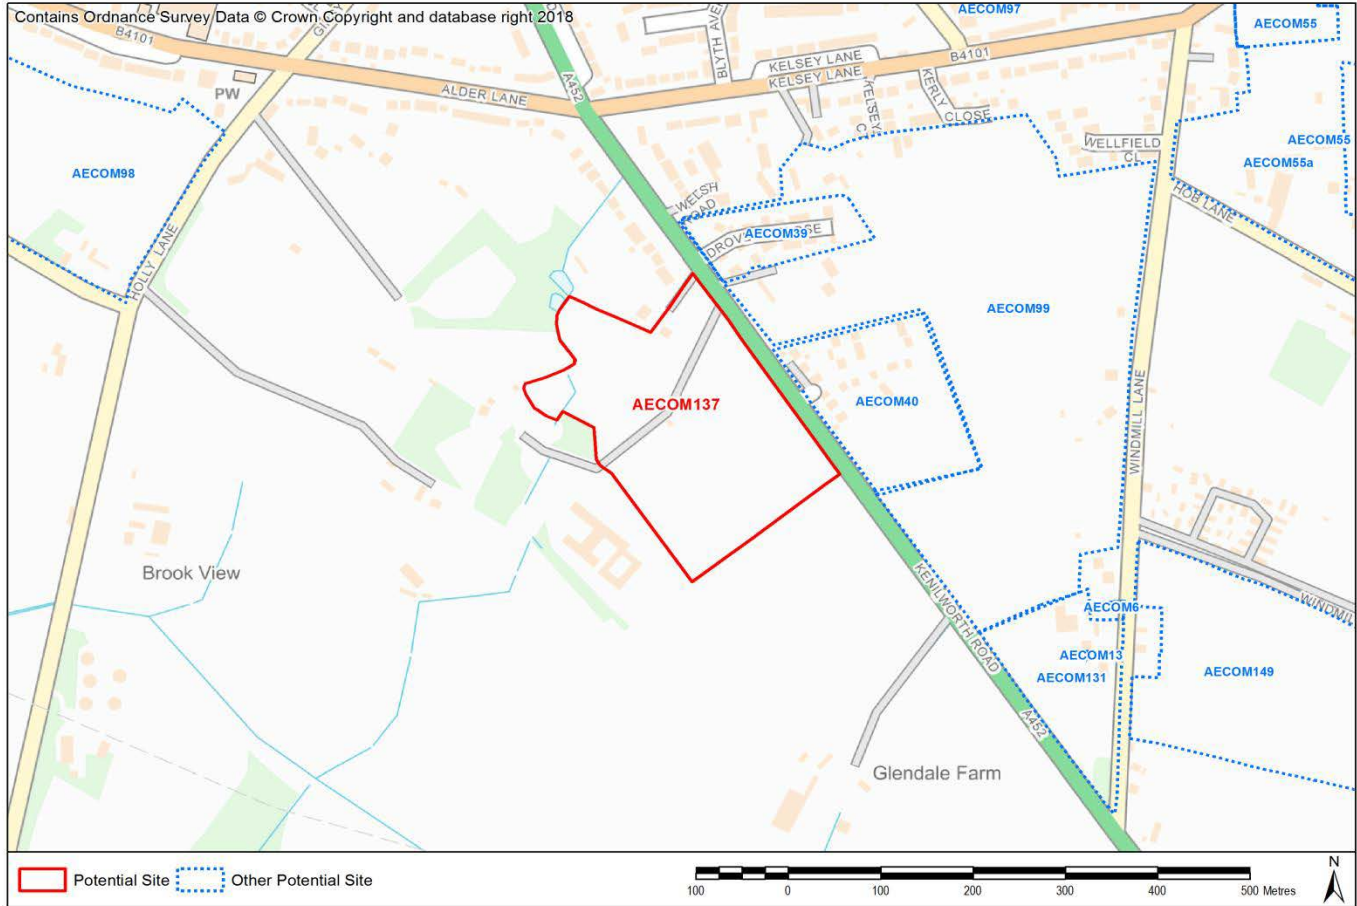 Contains Ordnance Survey Data © Crown Copyright and database right 2018
AECOM97
AECOM55
B4101
A452
BLYTH AVE
KELSEY LANE
B4101
KELSEY LANE
PW
ALDER LANE
KERLY
CLOSE
KELSEY
WELLFIELD
CL
AECOM55
AECOM55a
AECOM98
WELSH
ROAD
HOB LANE
HOLLY LANE
AECOM39
AECOM99
AECOM137
AECOM40
WINDMILL LANE
Brook View
KENILWORTH ROAD
AECOM6
AECOM13
AECOM131
AECOM149
A452
Glendale Farm
Potential Site
Other Potential Site
N
100 0 100 200 300 400 500 Metres